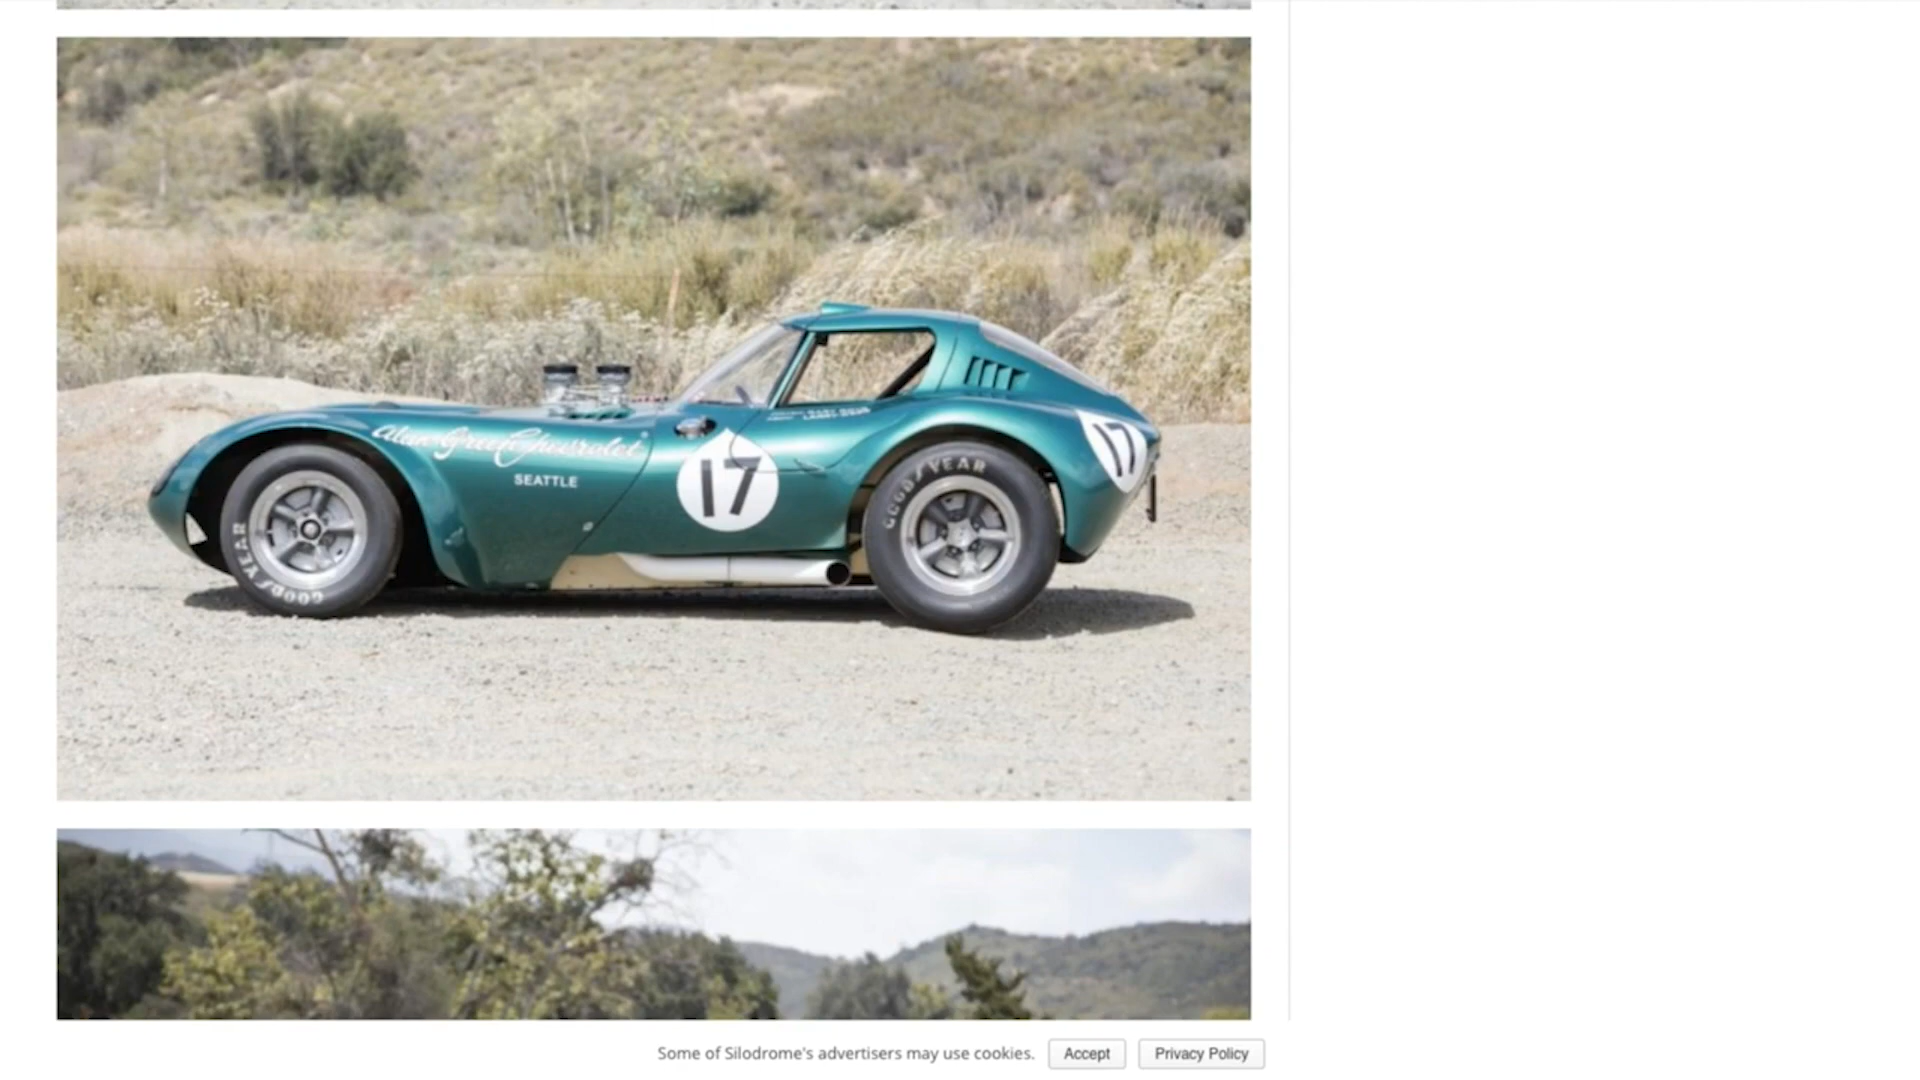 Alan Green Chevrolet
SEATTLE
17
17
GOODYEAR
GOODYEAR
Some of Silodrome's advertisers may use cookies.
Accept
Privacy Policy